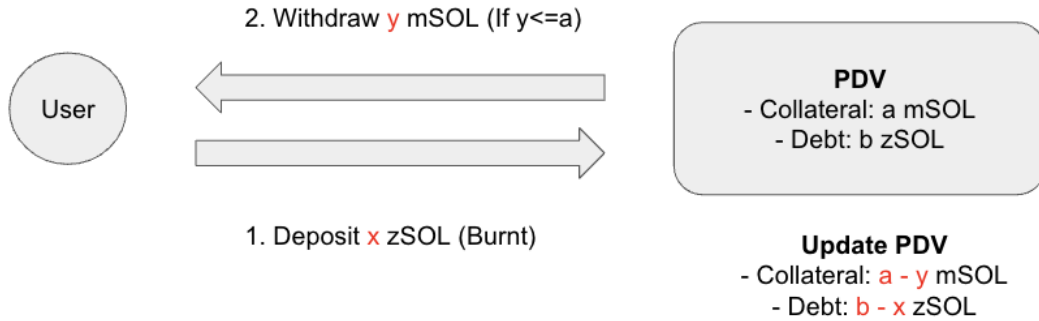 2. Withdraw y mSOL (If y<=a)
User
PDV
- Collateral: a mSOL
- Debt: b zSOL
1. Deposit x zSOL (Burnt)
Update PDV
- Collateral: a - y mSOL
- Debt: b - x zSOL